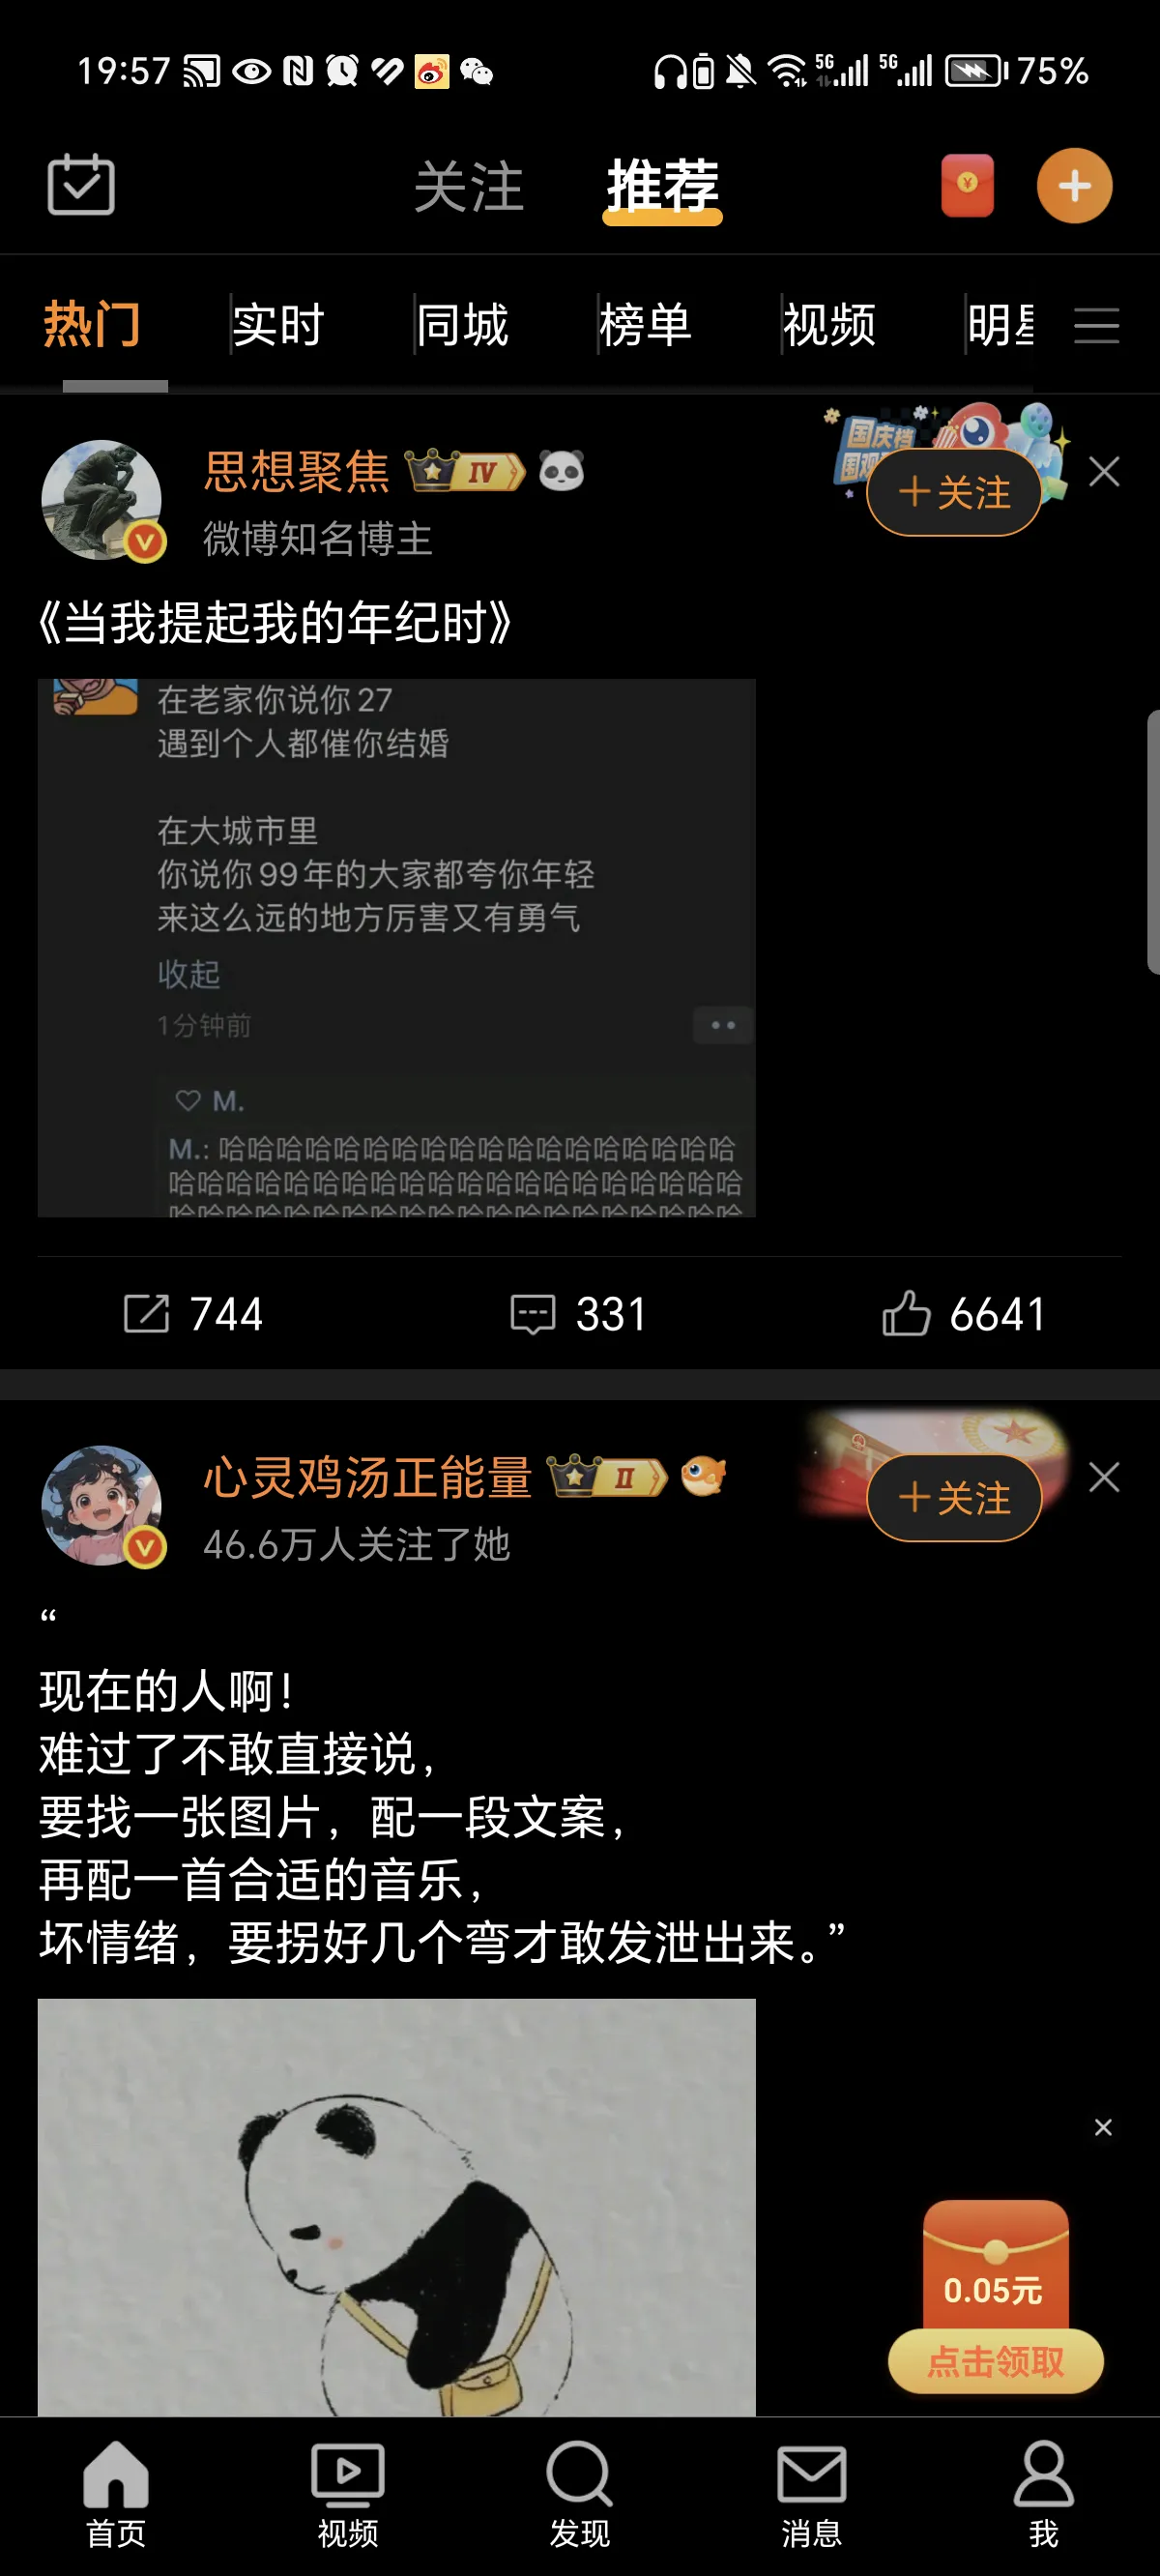 19:57
5G
5G
75%
关注
推荐
热门
实时
同城
榜单
视频
思想聚焦
IV
微博知名博主
国庆档
+关注
《当我提起我的年纪时》
在老家你说你27
遇到个人都催你结婚
在大城市里
你说你99年的大家都夸你年轻
来这么远的地方厉害又有勇气
收起
1分钟前
M.
M.: 哈哈哈哈哈哈哈哈哈哈哈哈哈哈哈哈哈哈
哈哈哈哈哈哈哈哈哈哈哈哈哈哈哈哈哈哈哈哈
744
331
6641
心灵鸡汤正能量
II
46.6万人关注了她
+关注
“
现在的人啊!
难过了不敢直接说,
要找一张图片，配一段文案,
再配一首合适的音乐,
坏情绪，要拐好几个弯才敢发泄出来。”
0.05元
点击领取
首页
视频
发现
消息
我